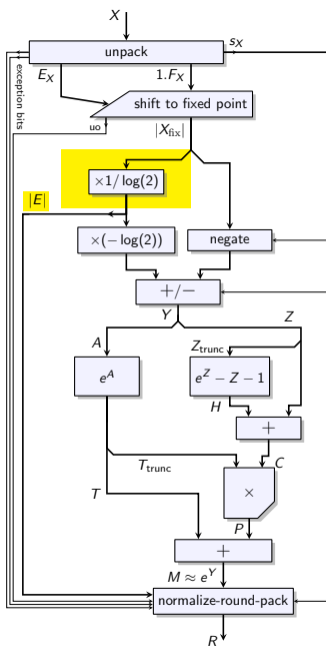 X
unpack
s_X
E_X
1.F_X
exception bits
shift to fixed point
uo
|X_fix|
×1/ log(2)
|E|
×(− log(2))
negate
+/−
Y
Z
A
Z_trunc
e^A
e^Z − Z − 1
H
+
T_trunc
C
×
T
P
+
M ≈ e^Y
normalize-round-pack
R